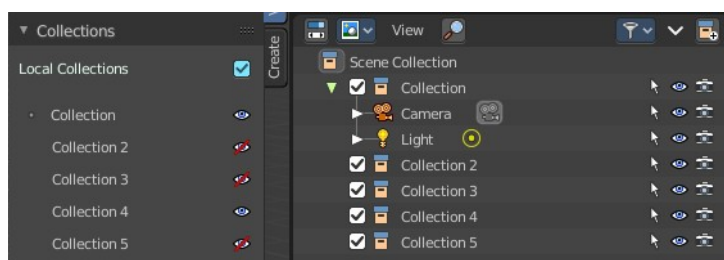 Collections
Local Collections
Collection
Collection 2
Collection 3
Collection 4
Collection 5
Create
View
Scene Collection
Collection
Camera
Light
Collection 2
Collection 3
Collection 4
Collection 5